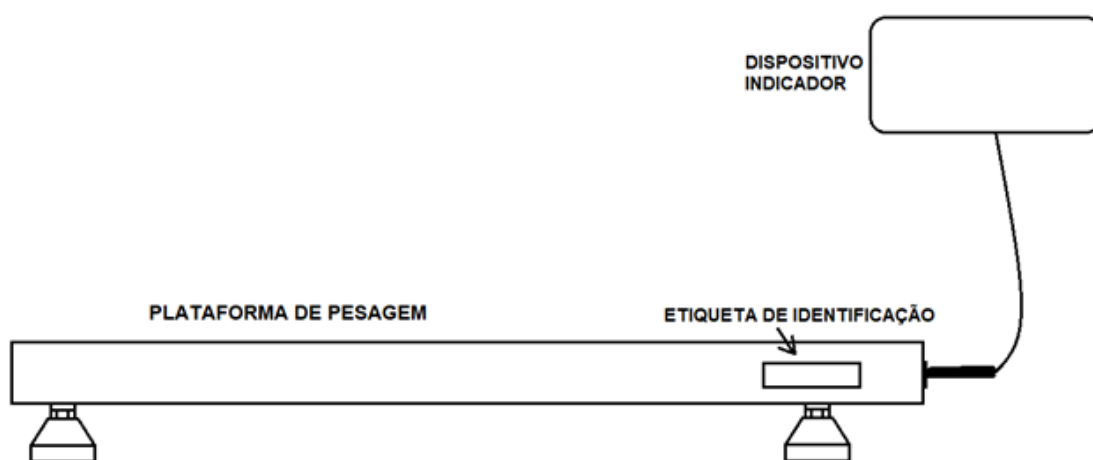 DISPOSITIVO
INDICADOR
PLATAFORMA DE PESAGEM
ETIQUETA DE IDENTIFICAÇÃO